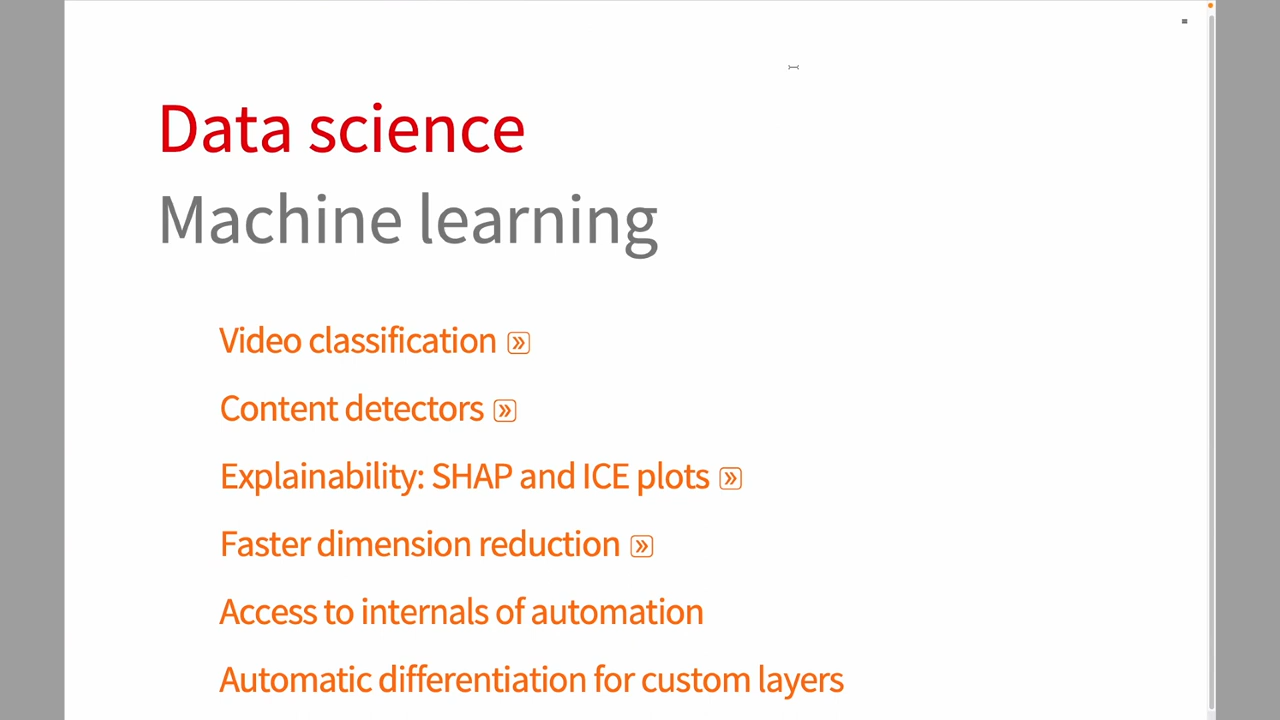 Data science
Machine learning
Video classification »
Content detectors »
Explainability: SHAP and ICE plots »
Faster dimension reduction »
Access to internals of automation
Automatic differentiation for custom layers